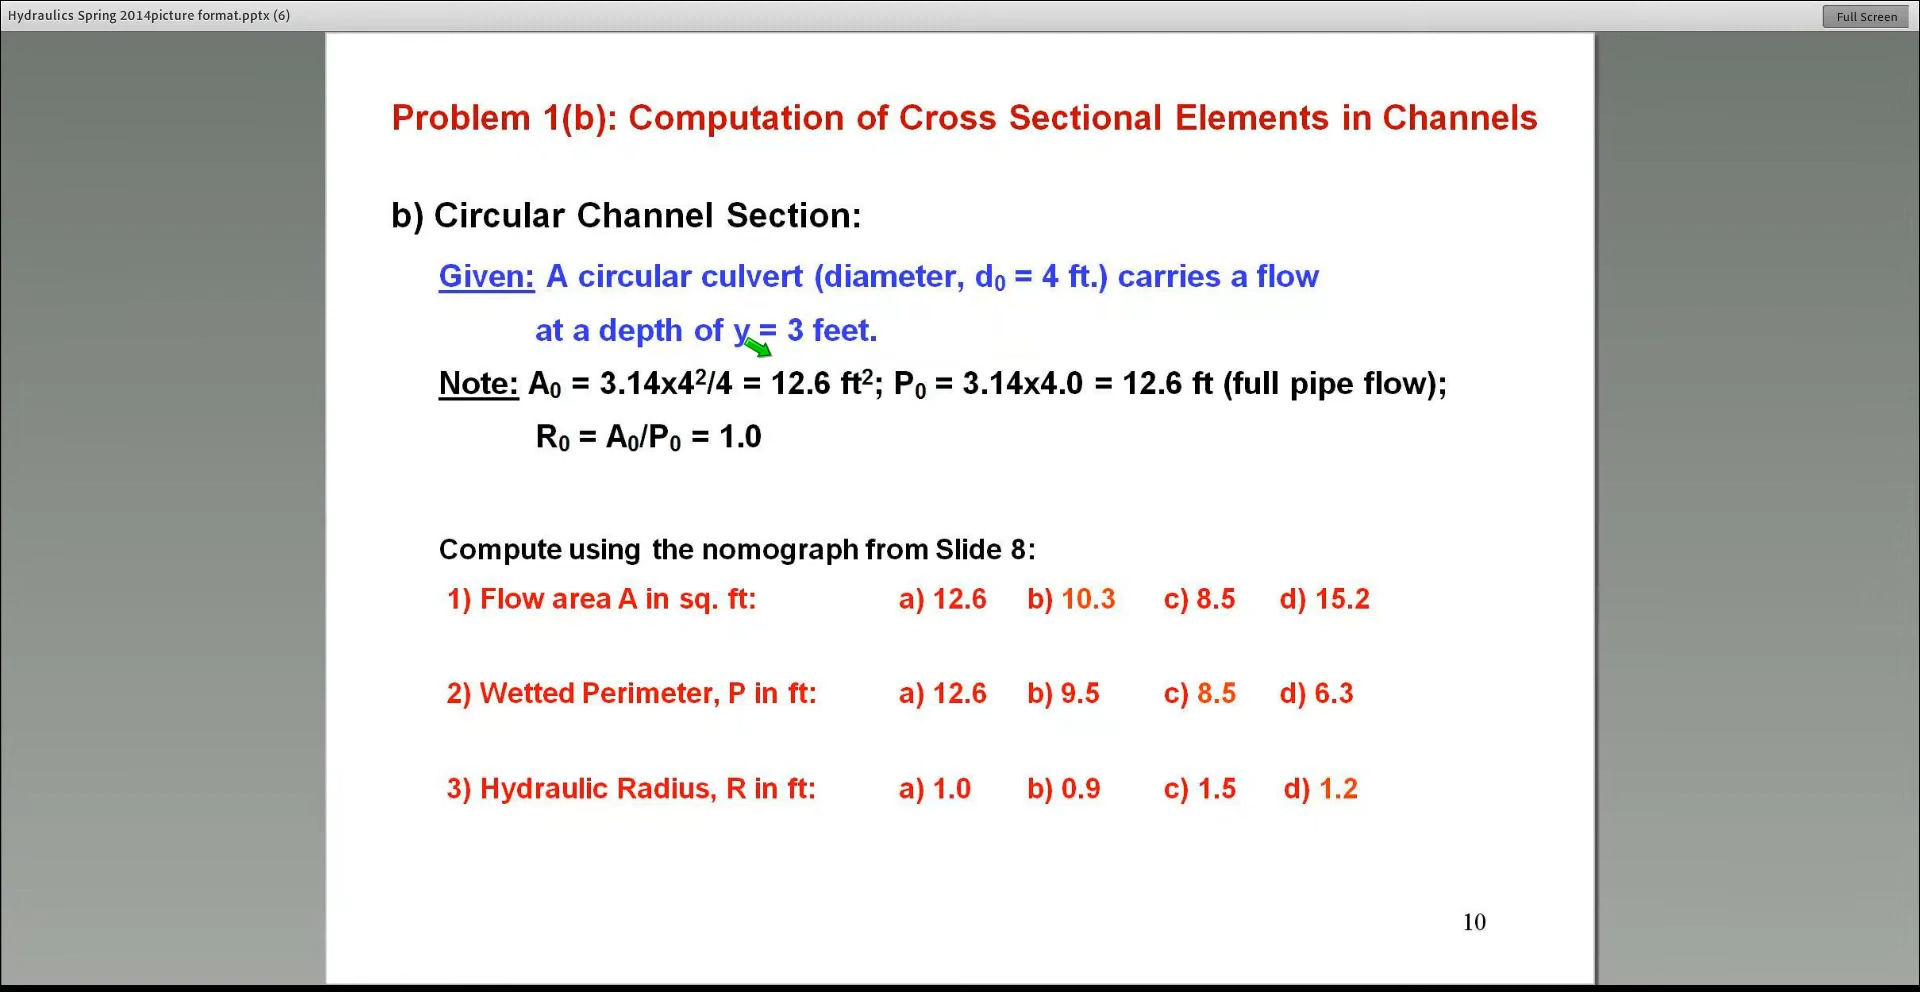 Hydraulics Spring 2014picture format.pptx (6)
Full Screen
Problem 1(b): Computation of Cross Sectional Elements in Channels
b) Circular Channel Section:
Given: A circular culvert (diameter, d₀ = 4 ft.) carries a flow
at a depth of y = 3 feet.
Note: A₀ = 3.14x4²/4 = 12.6 ft²; P₀ = 3.14x4.0 = 12.6 ft (full pipe flow);
R₀ = A₀/P₀ = 1.0
Compute using the nomograph from Slide 8:
1) Flow area A in sq. ft: a) 12.6 b) 10.3 c) 8.5 d) 15.2
2) Wetted Perimeter, P in ft: a) 12.6 b) 9.5 c) 8.5 d) 6.3
3) Hydraulic Radius, R in ft: a) 1.0 b) 0.9 c) 1.5 d) 1.2
10